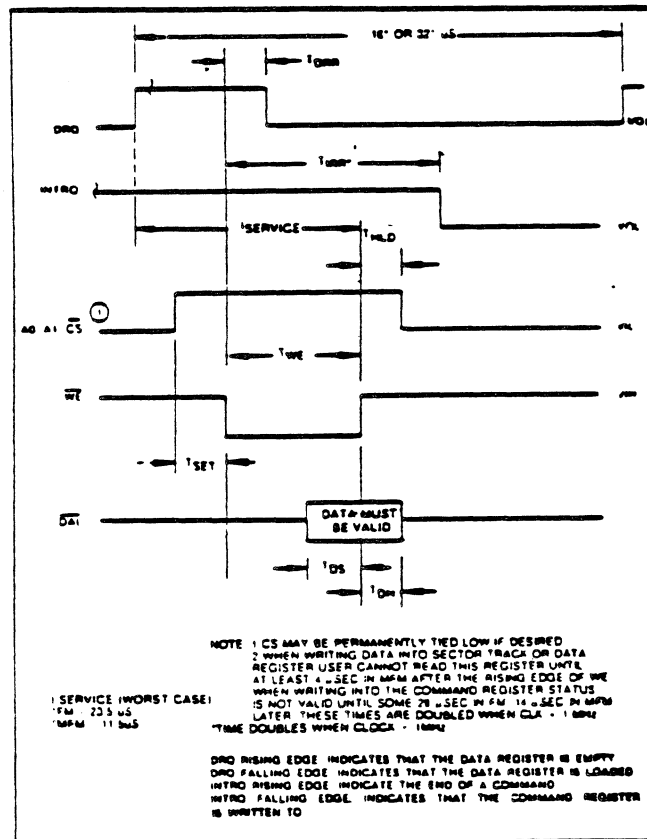 16* OR 32* uS
TDRR
DRQ
VOL
TIRR*
INTRQ
VOL
TSERVICE
THLD
1
A0 A1 CS
TWE
WE
TSET
DAL
DATA MUST
BE VALID
TDS
TDH
NOTE 1 CS MAY BE PERMANENTLY TIED LOW IF DESIRED
2 WHEN WRITING DATA INTO SECTOR TRACK OR DATA
REGISTER USER CANNOT READ THIS REGISTER UNTIL
AT LEAST 4 uSEC IN MFM AFTER THE RISING EDGE OF WE
WHEN WRITING INTO THE COMMAND REGISTER STATUS
IS NOT VALID UNTIL SOME 28 uSEC IN FM 14 uSEC IN MFM
LATER THESE TIMES ARE DOUBLED WHEN CLK = 1 MHz
*TIME DOUBLES WHEN CLOCK = 1MHz
T SERVICE (WORST CASE)
*FM = 23.5 uS
*MFM = 11 5uS
DRQ RISING EDGE INDICATES THAT THE DATA REGISTER IS EMPTY
DRQ FALLING EDGE INDICATES THAT THE DATA REGISTER IS LOADED
INTRQ RISING EDGE INDICATE THE END OF A COMMAND
INTRQ FALLING EDGE INDICATES THAT THE COMMAND REGISTER
IS WRITTEN TO